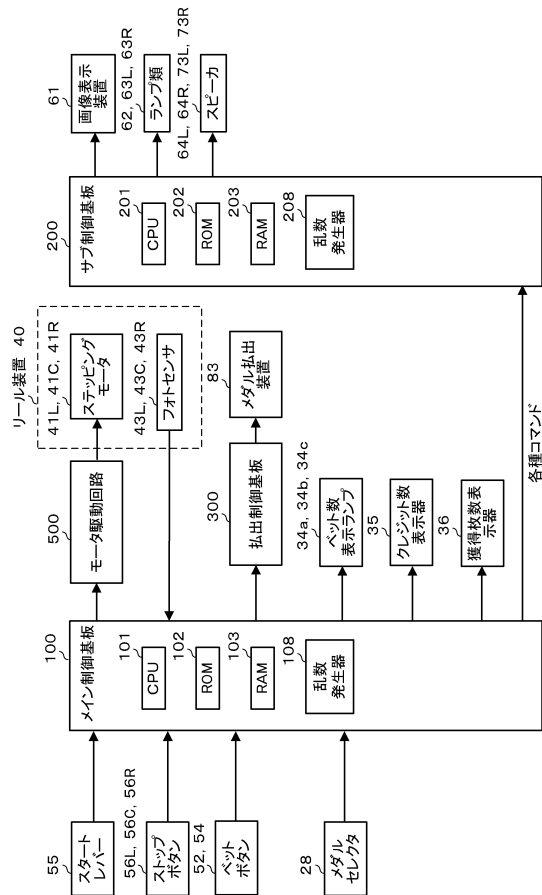 55
スタート
レバー
56L, 56C, 56R
ストップ
ボタン
52, 54
ベット
ボタン
28
メダル
セレクタ
100
メイン制御基板
101
CPU
102
ROM
103
RAM
108
乱数
発生器
500
モータ駆動回路
リール装置 40
41L, 41C, 41R
ステッピング
モータ
43L, 43C, 43R
フォトセンサ
300
払出制御基板
83
メダル払出
装置
34a, 34b, 34c
ベット数
表示ランプ
35
クレジット数
表示器
36
獲得枚数表
示器
各種コマンド
200
サブ制御基板
201
CPU
202
ROM
203
RAM
208
乱数
発生器
61
画像表示
装置
62, 63L, 63R
ランプ類
64L, 64R, 73L, 73R
スピーカ